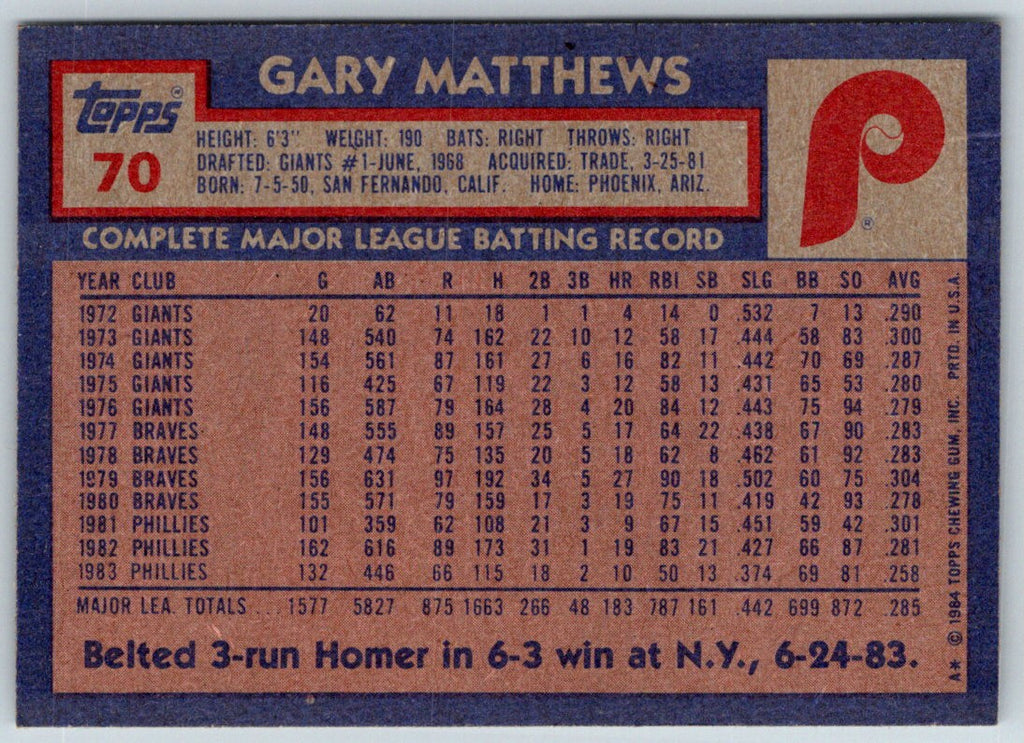 GARY MATTHEWS
TOPPS®
70
HEIGHT: 6'3" WEIGHT: 190 BATS: RIGHT THROWS: RIGHT
DRAFTED: GIANTS #1-JUNE, 1968 ACQUIRED: TRADE, 3-25-81
BORN: 7-5-50, SAN FERNANDO, CALIF. HOME: PHOENIX, ARIZ.
P ®
COMPLETE MAJOR LEAGUE BATTING RECORD
YEAR CLUB G AB R H 2B 3B HR RBI SB SLG BB SO AVG
1972 GIANTS 20 62 11 18 1 1 4 14 0 .532 7 13 .290
1973 GIANTS 148 540 74 162 22 10 12 58 17 .444 58 83 .300
1974 GIANTS 154 561 87 161 27 6 16 82 11 .442 70 69 .287
1975 GIANTS 116 425 67 119 22 3 12 58 13 .431 65 53 .280
1976 GIANTS 156 587 79 164 28 4 20 84 12 .443 75 94 .279
1977 BRAVES 148 555 89 157 25 5 17 64 22 .438 67 90 .283
1978 BRAVES 129 474 75 135 20 5 18 62 8 .462 61 92 .283
1979 BRAVES 156 631 97 192 34 5 27 90 18 .502 60 75 .304
1980 BRAVES 155 571 79 159 17 3 19 75 11 .419 42 93 .278
1981 PHILLIES 101 359 62 108 21 3 9 67 15 .451 59 42 .301
1982 PHILLIES 162 616 89 173 31 1 19 83 21 .427 66 87 .281
1983 PHILLIES 132 446 66 115 18 2 10 50 13 .374 69 81 .258
MAJOR LEA. TOTALS ... 1577 5827 875 1663 266 48 183 787 161 .442 699 872 .285
Belted 3-run Homer in 6-3 win at N.Y., 6-24-83.
A* © 1984 TOPPS CHEWING GUM, INC. PRTD. IN U.S.A.